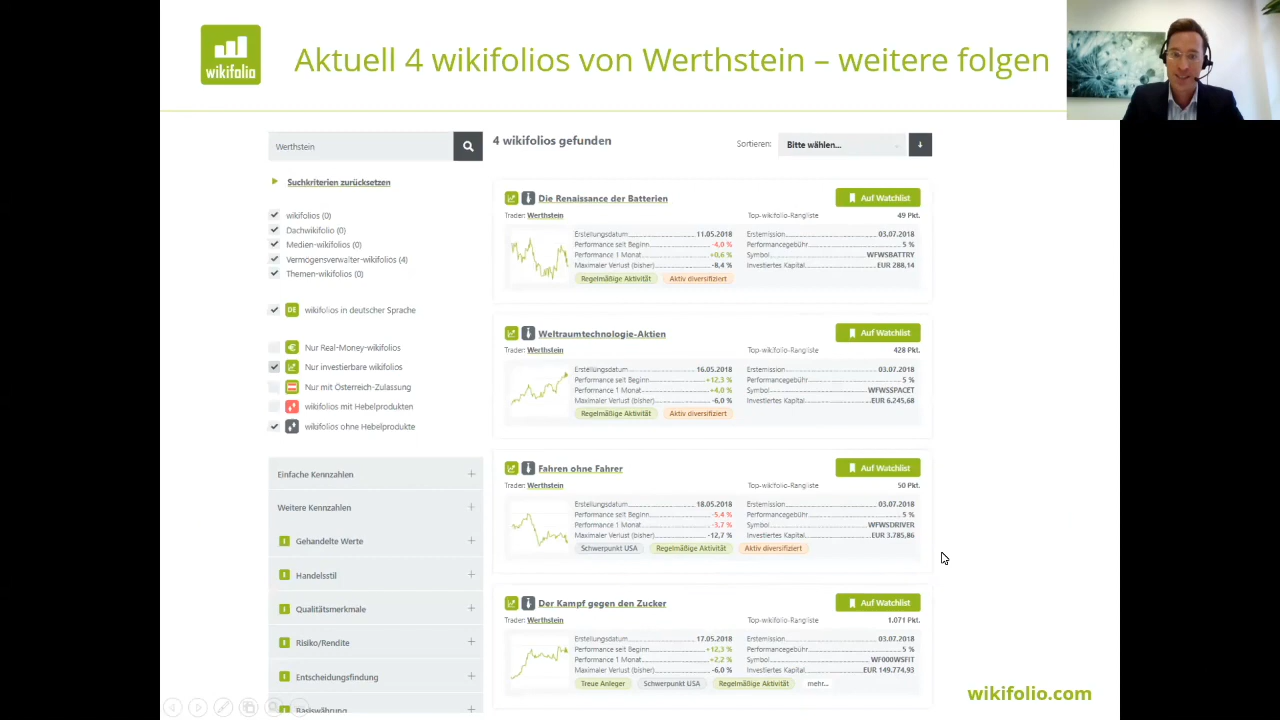 wikifolio
Aktuell 4 wikifolios von Werthstein – weitere folgen
Werthstein
4 wikifolios gefunden
Sortieren: Bitte wählen...
Suchkriterien zurücksetzen
wikifolios (0)
Dachwikifolio (0)
Medien-wikifolios (0)
Vermögensverwalter-wikifolios (4)
Themen-wikifolios (0)
DE wikifolios in deutscher Sprache
Nur Real-Money-wikifolios
Nur investierbare wikifolios
Nur mit Österreich-Zulassung
wikifolios mit Hebelprodukten
wikifolios ohne Hebelprodukte
Einfache Kennzahlen
Weitere Kennzahlen
Gehandelte Werte
Handelsstil
Qualitätsmerkmale
Risiko/Rendite
Entscheidungsfindung
Basiswährung
Die Renaissance der Batterien
Auf Watchlist
Trader: Werthstein
Top-wikifolio-Rangliste 49 Pkt.
Erstellungsdatum 11.05.2018
Performance seit Beginn -4,0 %
Performance 1 Monat +0,6 %
Maximaler Verlust (bisher) -8,4 %
Erstemission 03.07.2018
Performancegebühr 5 %
Symbol WFWSBATTRY
Investiertes Kapital EUR 288,14
Regelmäßige Aktivität Aktiv diversifiziert
Weltraumtechnologie-Aktien
Auf Watchlist
Trader: Werthstein
Top-wikifolio-Rangliste 428 Pkt.
Erstellungsdatum 16.05.2018
Performance seit Beginn +12,3 %
Performance 1 Monat +4,0 %
Maximaler Verlust (bisher) -6,0 %
Erstemission 03.07.2018
Performancegebühr 5 %
Symbol WFWSSPACET
Investiertes Kapital EUR 6.245,68
Regelmäßige Aktivität Aktiv diversifiziert
Fahren ohne Fahrer
Auf Watchlist
Trader: Werthstein
Top-wikifolio-Rangliste 50 Pkt.
Erstellungsdatum 18.05.2018
Performance seit Beginn -5,4 %
Performance 1 Monat -3,7 %
Maximaler Verlust (bisher) -12,7 %
Erstemission 03.07.2018
Performancegebühr 5 %
Symbol WFWSDRIVER
Investiertes Kapital EUR 3.785,86
Schwerpunkt USA Regelmäßige Aktivität Aktiv diversifiziert
Der Kampf gegen den Zucker
Auf Watchlist
Trader: Werthstein
Top-wikifolio-Rangliste 1.071 Pkt.
Erstellungsdatum 17.05.2018
Performance seit Beginn +12,3 %
Performance 1 Monat +2,2 %
Maximaler Verlust (bisher) -6,0 %
Erstemission 03.07.2018
Performancegebühr 5 %
Symbol WF000WSFIT
Investiertes Kapital EUR 149.774,93
Treue Anleger Schwerpunkt USA Regelmäßige Aktivität mehr...
wikifolio.com